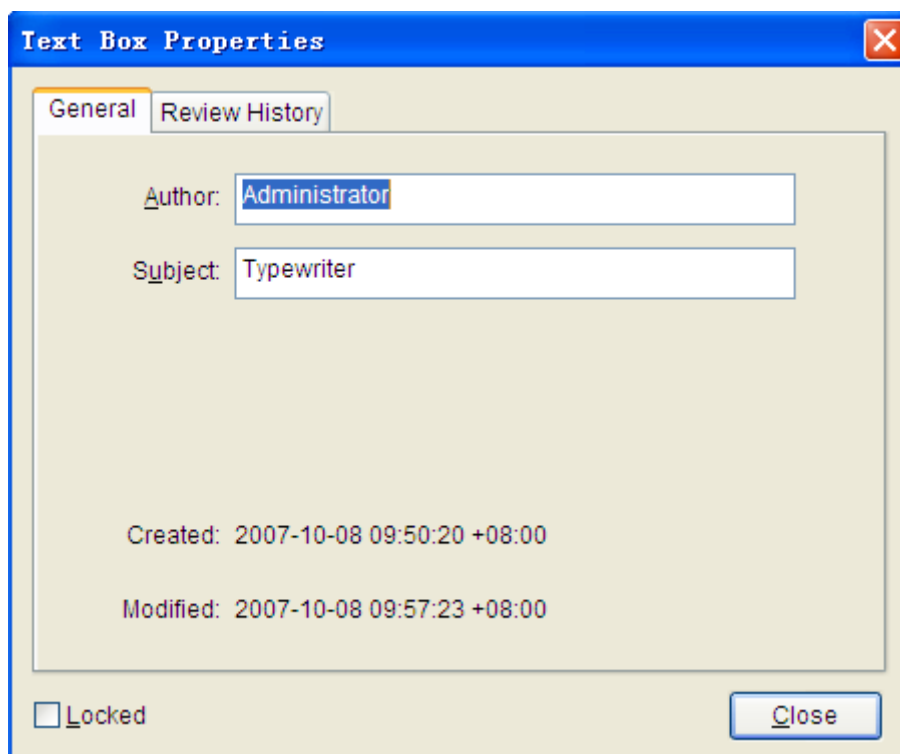 Text Box Properties
General Review History
Author: Administrator
Subject: Typewriter
Created: 2007-10-08 09:50:20 +08:00
Modified: 2007-10-08 09:57:23 +08:00
Locked Close